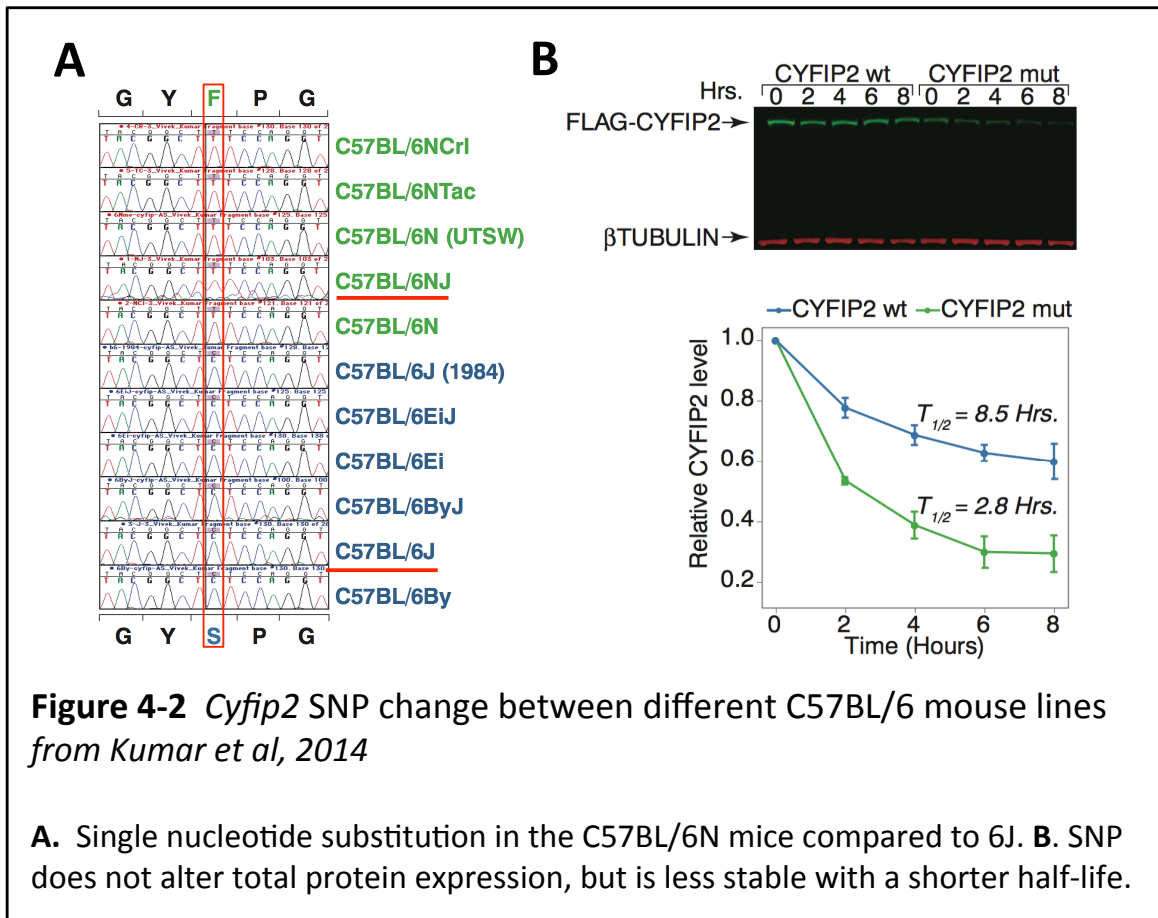 A
G Y F P G
C57BL/6NCrl
C57BL/6NTac
C57BL/6N (UTSW)
C57BL/6NJ
C57BL/6N
C57BL/6J (1984)
C57BL/6EiJ
C57BL/6Ei
C57BL/6ByJ
C57BL/6J
C57BL/6By
G Y S P G
B
CYFIP2 wt CYFIP2 mut
Hrs. 0 2 4 6 8 0 2 4 6 8
FLAG-CYFIP2
βTUBULIN
CYFIP2 wt CYFIP2 mut
Relative CYFIP2 level
1.0
0.8
0.6
0.4
0.2
T1/2 = 8.5 Hrs.
T1/2 = 2.8 Hrs.
0 2 4 6 8
Time (Hours)
Figure 4-2 Cyfip2 SNP change between different C57BL/6 mouse lines
from Kumar et al, 2014
A. Single nucleotide substitution in the C57BL/6N mice compared to 6J. B. SNP
does not alter total protein expression, but is less stable with a shorter half-life.